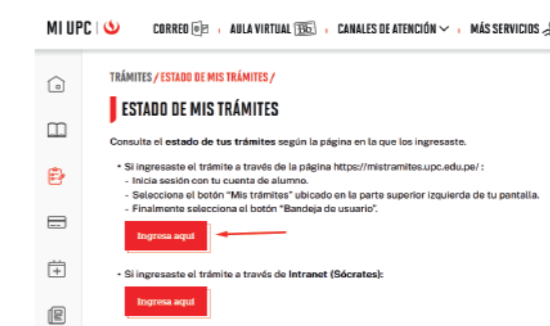 MI UPC
CORREO
AULA VIRTUAL Bb
CANALES DE ATENCIÓN
MÁS SERVICIOS
TRÁMITES / ESTADO DE MIS TRÁMITES /
ESTADO DE MIS TRÁMITES
Consulta el estado de tus trámites según la página en la que los ingresaste.
• Si ingresaste el trámite a través de la página https://mistramites.upc.edu.pe/ :
- Inicia sesión con tu cuenta de alumno.
- Selecciona el botón "Mis trámites" ubicado en la parte superior izquierda de tu pantalla.
- Finalmente selecciona el botón "Bandeja de usuario".
Ingresa aquí
• Si ingresaste el trámite a través de Intranet (Sócrates):
Ingresa aquí